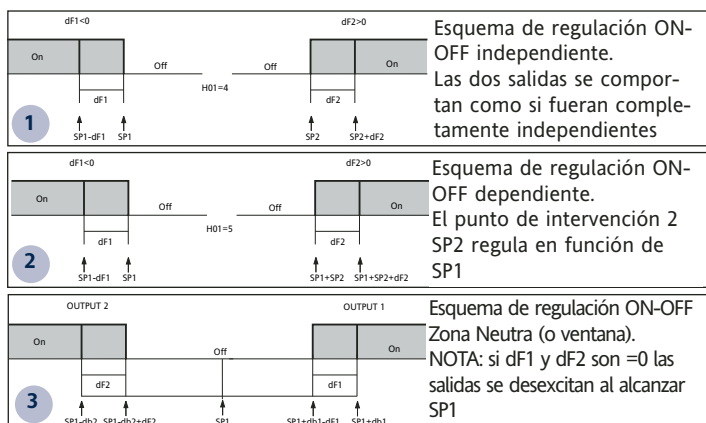 dF1<0
dF2>0
On
Off
Off
On
dF1
H01=4
dF2
1
SP1-dF1
SP1
SP2
SP2+dF2
Esquema de regulación ON-
OFF independiente.
Las dos salidas se compor-
tan como si fueran comple-
tamente independientes
dF1<0
dF2>0
On
Off
Off
On
dF1
H01=5
dF2
2
SP1-dF1
SP1
SP1+SP2
SP1+SP2+dF2
Esquema de regulación ON-
OFF dependiente.
El punto de intervención 2
SP2 regula en función de
SP1
OUTPUT 2
OUTPUT 1
On
Off
On
dF2
dF1
3
SP1-db2
SP1-db2+dF2
SP1
SP1+db1-dF1
SP1+db1
Esquema de regulación ON-OFF
Zona Neutra (o ventana).
NOTA: si dF1 y dF2 son =0 las
salidas se desexcitan al alcanzar
SP1